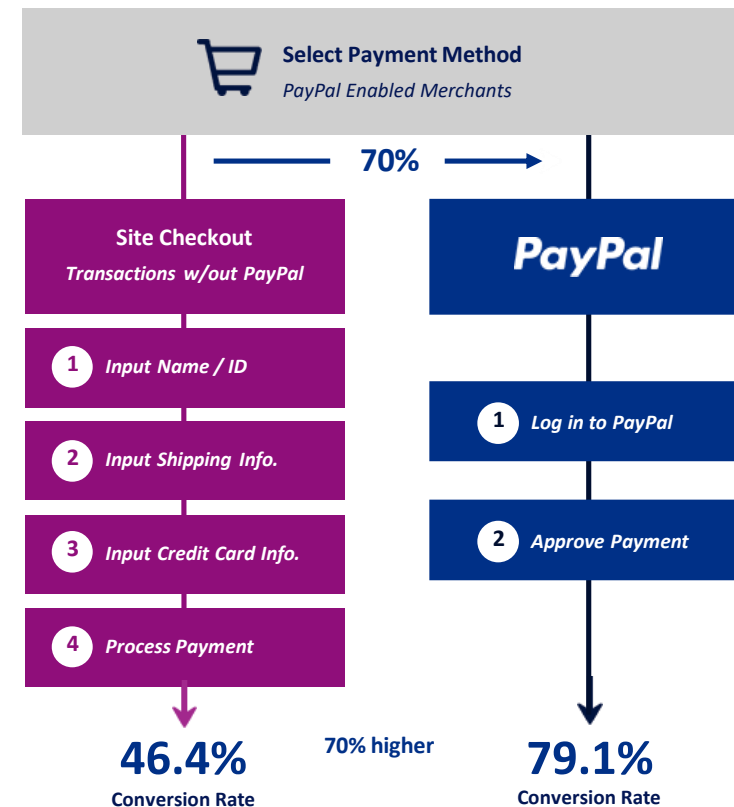 Select Payment Method
PayPal Enabled Merchants
70%
Site Checkout
Transactions w/out PayPal
1 Input Name / ID
2 Input Shipping Info.
3 Input Credit Card Info.
4 Process Payment
46.4%
Conversion Rate
70% higher
PayPal
1 Log in to PayPal
2 Approve Payment
79.1%
Conversion Rate